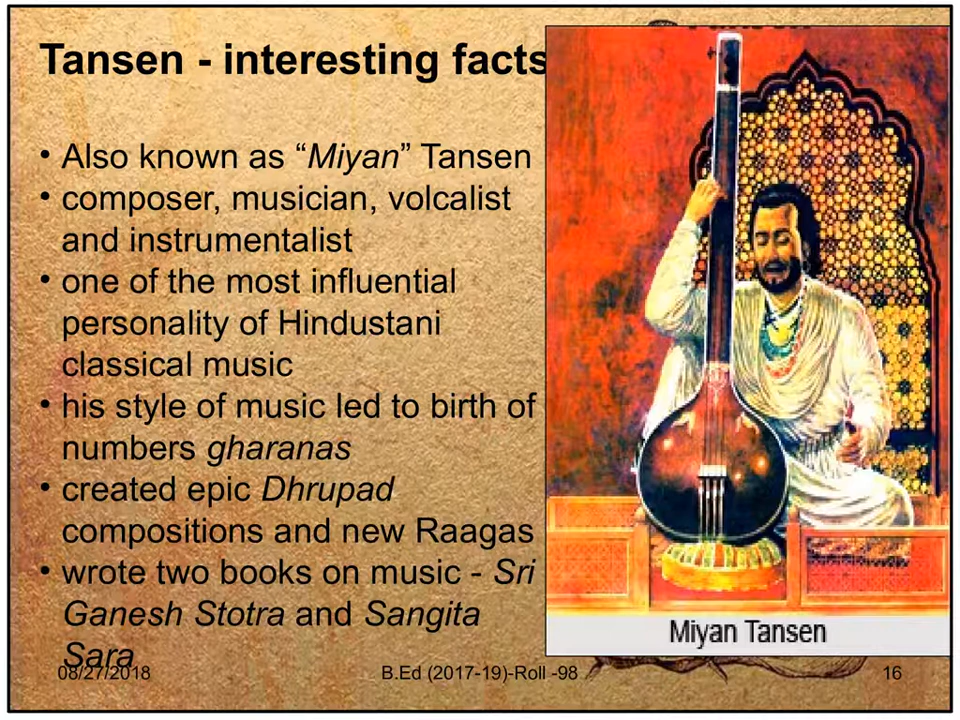 Tansen - interesting facts
• Also known as “Miyan” Tansen
• composer, musician, volcalist
and instrumentalist
• one of the most influential
personality of Hindustani
classical music
• his style of music led to birth of
numbers gharanas
• created epic Dhrupad
compositions and new Raagas
• wrote two books on music - Sri
Ganesh Stotra and Sangita
Sara
Miyan Tansen
08/27/2018 B.Ed (2017-19)-Roll -98 16